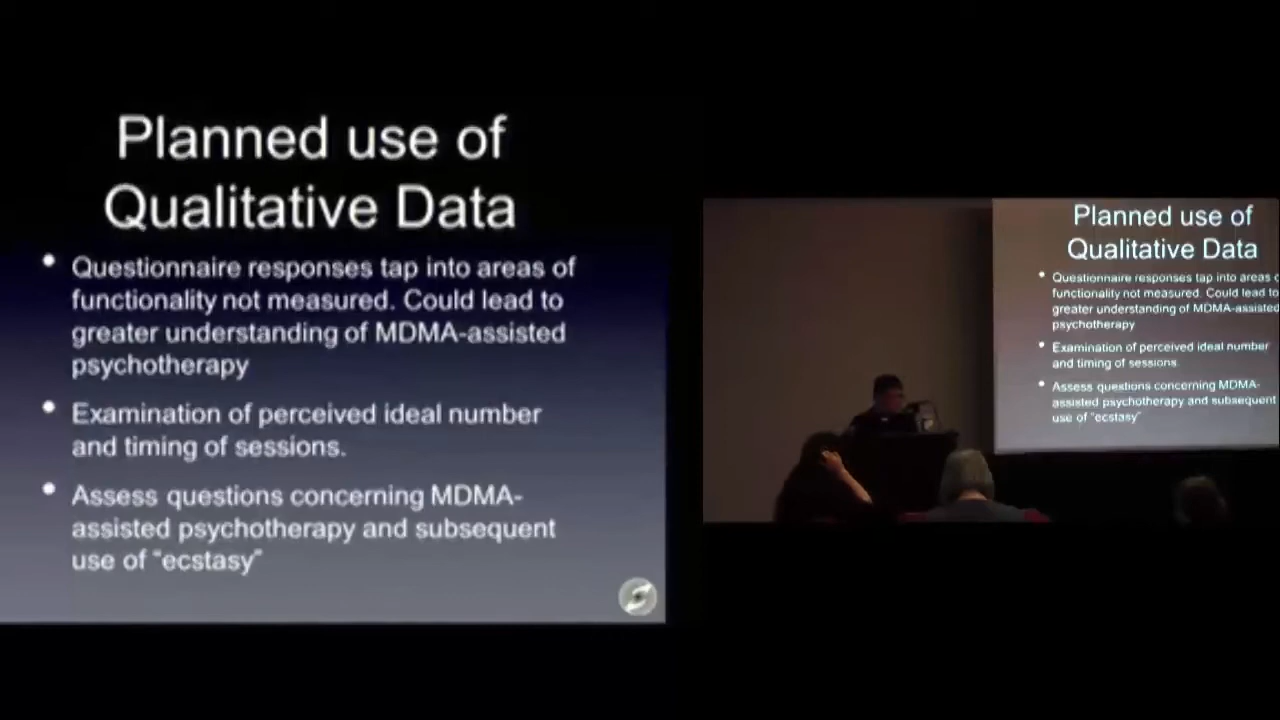 Planned use of
Qualitative Data
• Questionnaire responses tap into areas of
functionality not measured. Could lead to
greater understanding of MDMA-assisted
psychotherapy
• Examination of perceived ideal number
and timing of sessions.
• Assess questions concerning MDMA-
assisted psychotherapy and subsequent
use of “ecstasy”
Planned use of
Qualitative Data
• Questionnaire responses tap into areas
functionality not measured. Could lead to
greater understanding of MDMA-assisted
psychotherapy
• Examination of perceived ideal number
and timing of sessions.
• Assess questions concerning MDMA-
assisted psychotherapy and subsequent
use of “ecstasy”